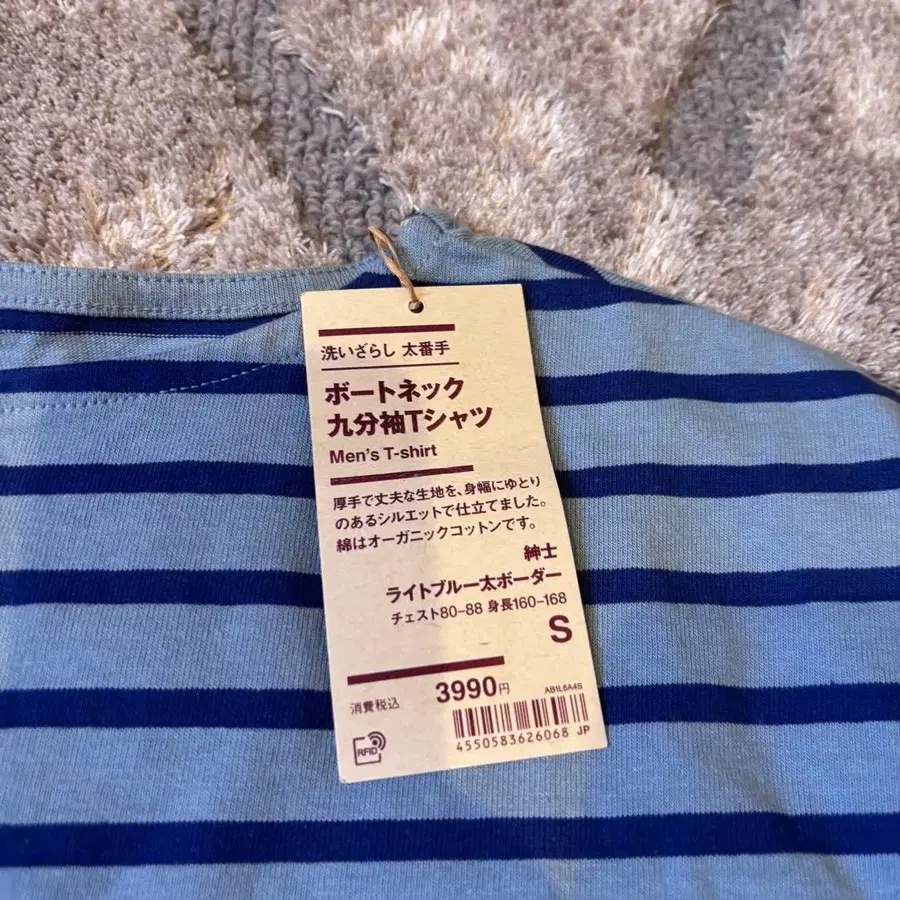 洗いざらし 太番手
ボートネック
九分袖Tシャツ
Men's T-shirt
厚手で丈夫な生地を、身幅にゆとり
のあるシルエットで仕立てました。
綿はオーガニックコットンです。
紳士
ライトブルー太ボーダー
チェスト80-88 身長160-168
S
消費税込 3990円
AB1L6A4S
4550583626068 JP
RFID